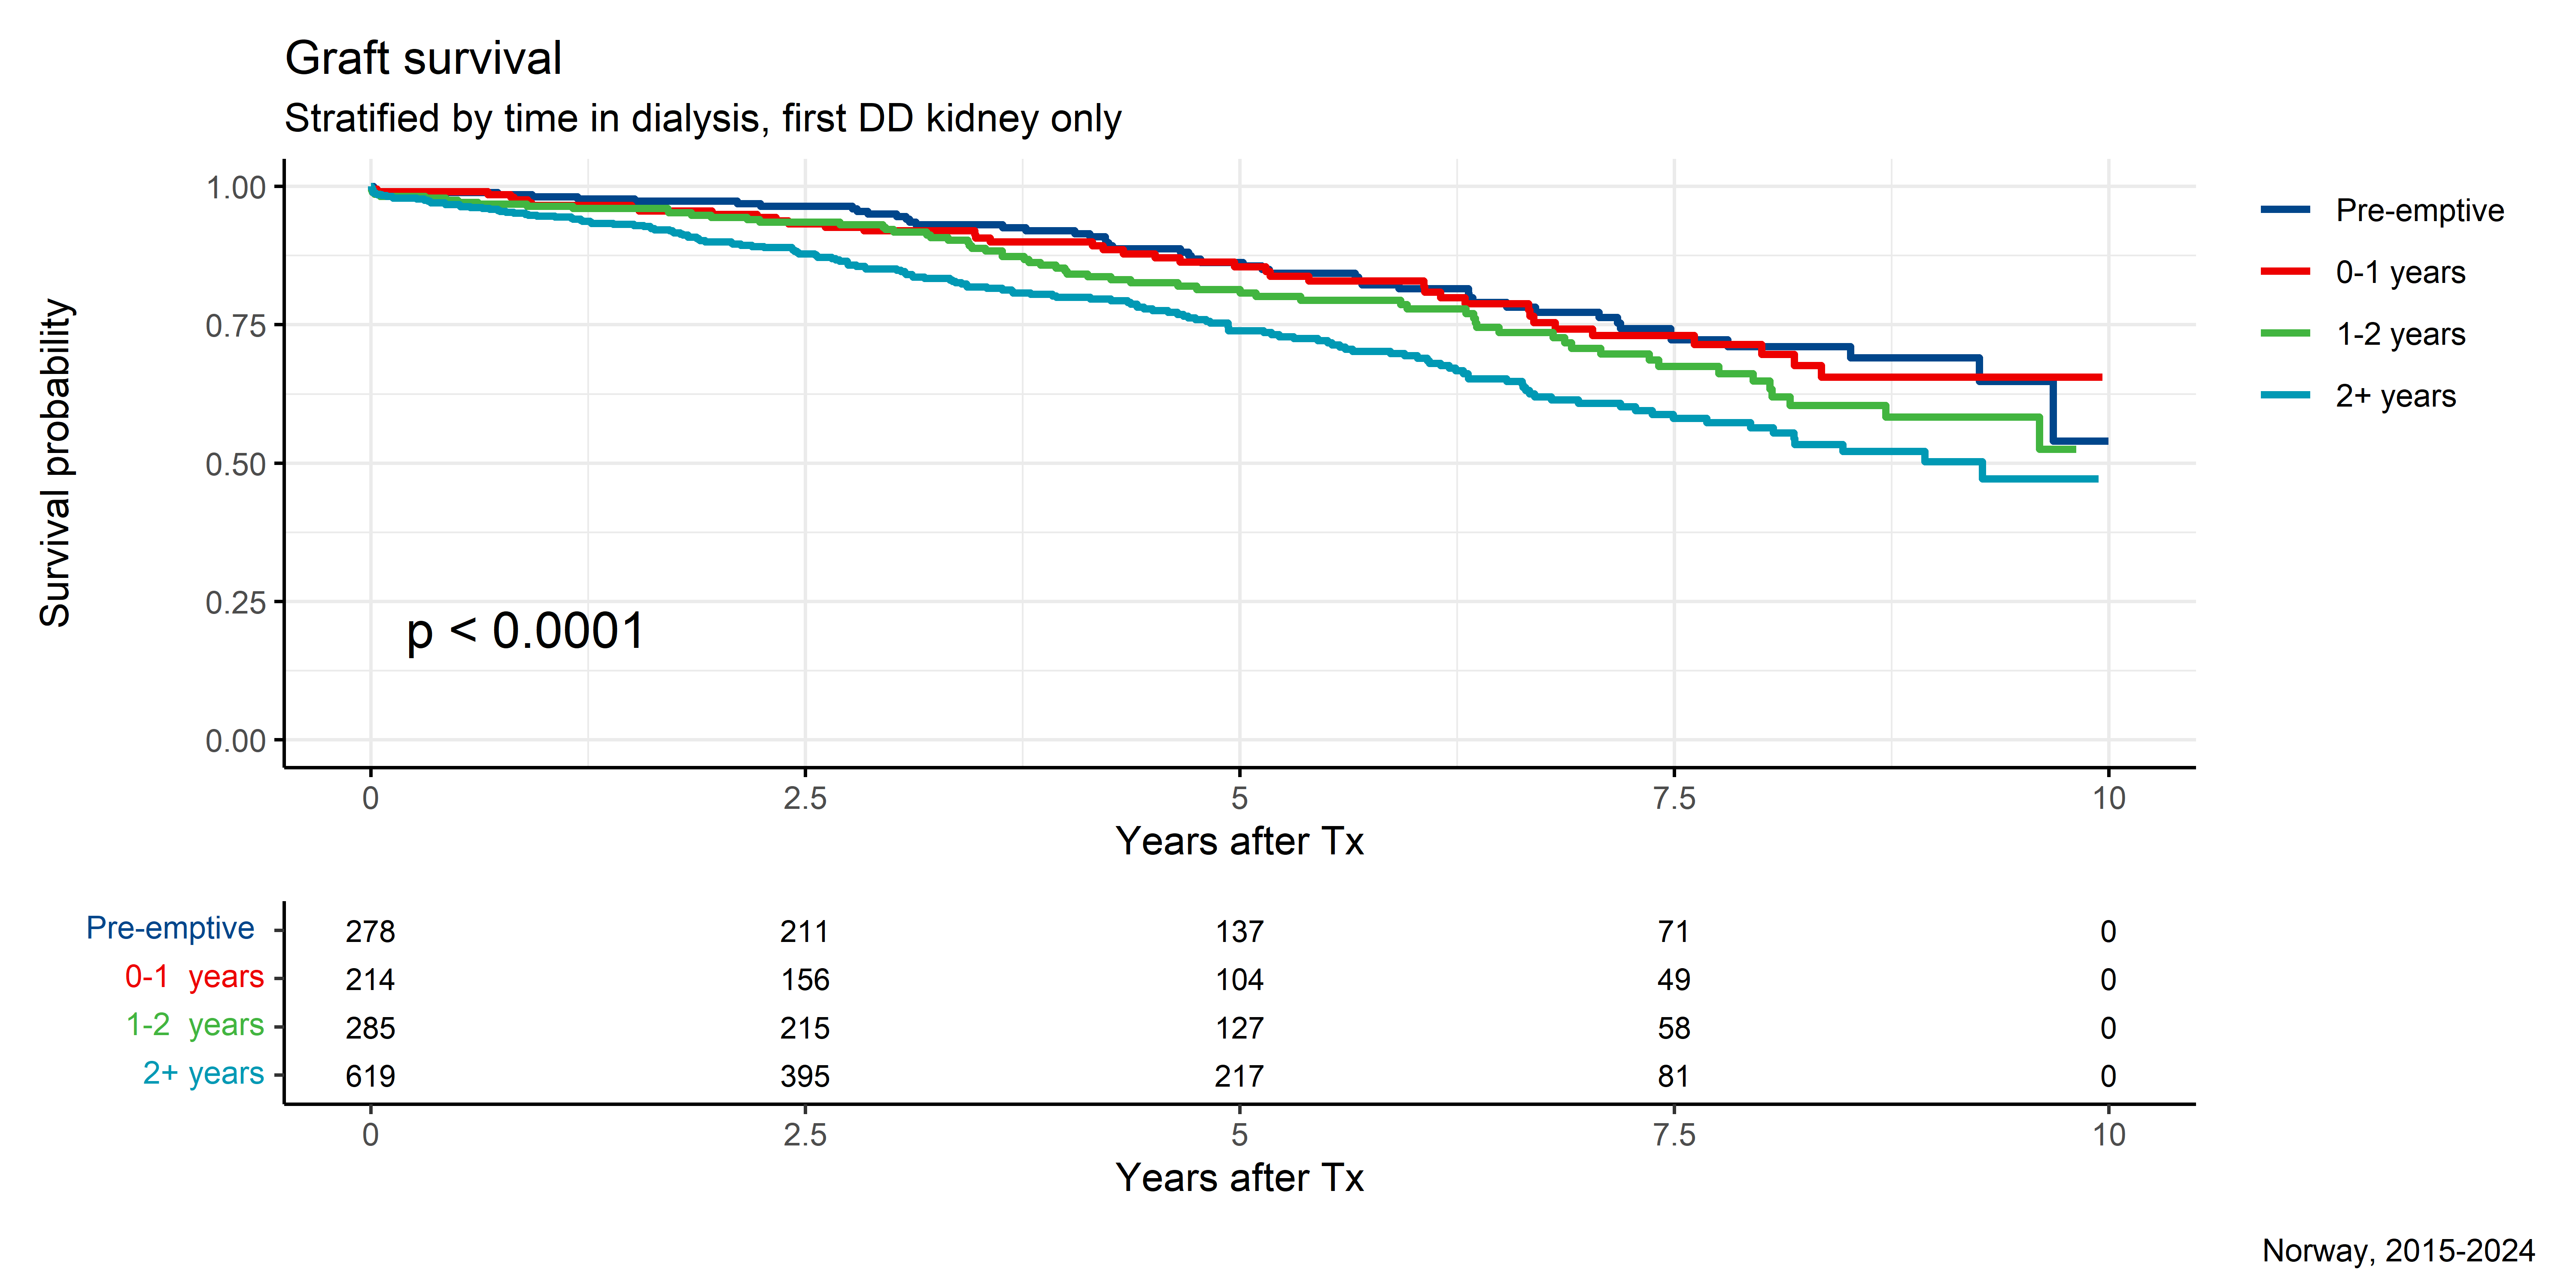 Graft survival
Stratified by time in dialysis, first DD kidney only
Survival probability
1.00
0.75
0.50
0.25
0.00
p < 0.0001
0 2.5 5 7.5 10
Years after Tx
Pre-emptive
0-1 years
1-2 years
2+ years
Pre-emptive 278 211 137 71 0
0-1 years 214 156 104 49 0
1-2 years 285 215 127 58 0
2+ years 619 395 217 81 0
0 2.5 5 7.5 10
Years after Tx
Norway, 2015-2024